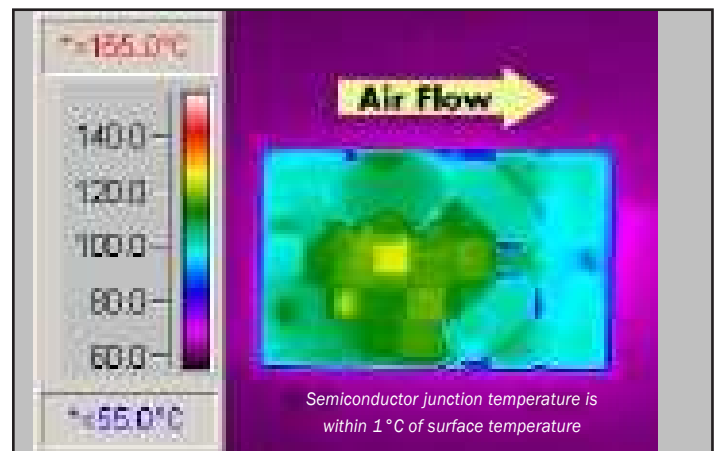 *>155.0°C
140.0
120.0
100.0
80.0
60.0
*<55.0°C
Air Flow
Semiconductor junction temperature is
within 1°C of surface temperature